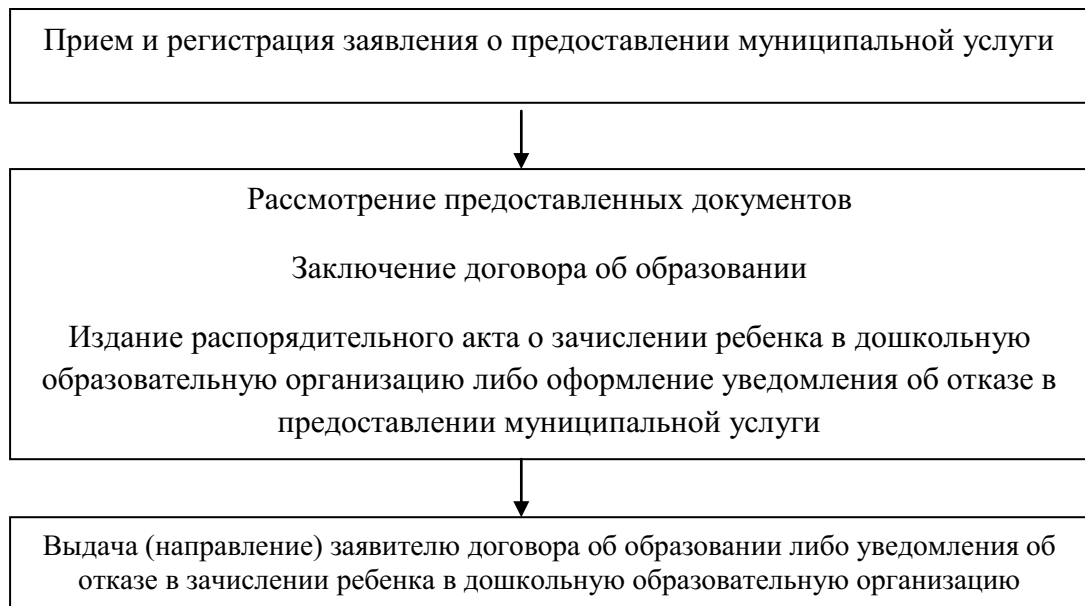 Прием и регистрация заявления о предоставлении муниципальной услуги
Рассмотрение предоставленных документов
Заключение договора об образовании
Издание распорядительного акта о зачислении ребенка в дошкольную
образовательную организацию либо оформление уведомления об отказе в
предоставлении муниципальной услуги
Выдача (направление) заявителю договора об образовании либо уведомления об
отказе в зачислении ребенка в дошкольную образовательную организацию